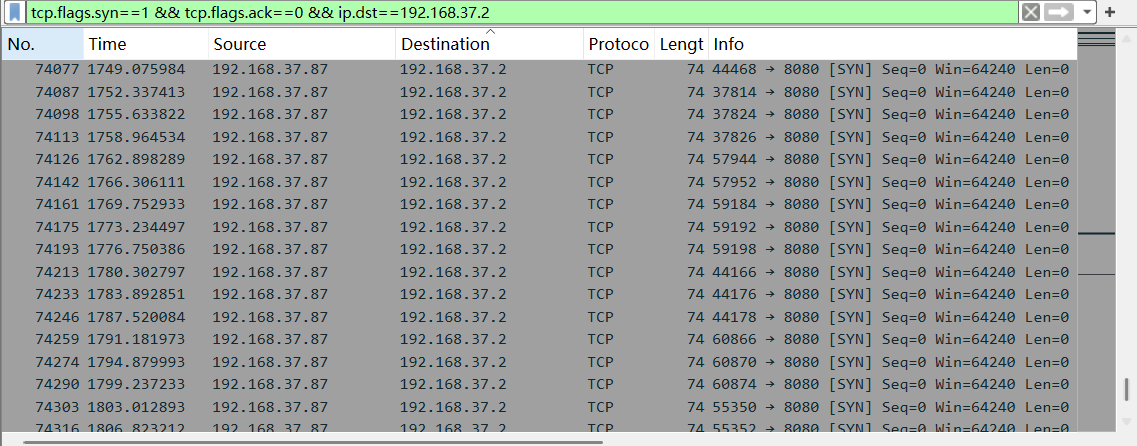 tcp.flags.syn==1 && tcp.flags.ack==0 && ip.dst==192.168.37.2
No. Time Source Destination Protoco Lengt Info
74077 1749.075984 192.168.37.87 192.168.37.2 TCP 74 44468 → 8080 [SYN] Seq=0 Win=64240 Len=0
74087 1752.337413 192.168.37.87 192.168.37.2 TCP 74 37814 → 8080 [SYN] Seq=0 Win=64240 Len=0
74098 1755.633822 192.168.37.87 192.168.37.2 TCP 74 37824 → 8080 [SYN] Seq=0 Win=64240 Len=0
74113 1758.964534 192.168.37.87 192.168.37.2 TCP 74 37826 → 8080 [SYN] Seq=0 Win=64240 Len=0
74126 1762.898289 192.168.37.87 192.168.37.2 TCP 74 57944 → 8080 [SYN] Seq=0 Win=64240 Len=0
74142 1766.306111 192.168.37.87 192.168.37.2 TCP 74 57952 → 8080 [SYN] Seq=0 Win=64240 Len=0
74161 1769.752933 192.168.37.87 192.168.37.2 TCP 74 59184 → 8080 [SYN] Seq=0 Win=64240 Len=0
74175 1773.234497 192.168.37.87 192.168.37.2 TCP 74 59192 → 8080 [SYN] Seq=0 Win=64240 Len=0
74193 1776.750386 192.168.37.87 192.168.37.2 TCP 74 59198 → 8080 [SYN] Seq=0 Win=64240 Len=0
74213 1780.302797 192.168.37.87 192.168.37.2 TCP 74 44166 → 8080 [SYN] Seq=0 Win=64240 Len=0
74233 1783.892851 192.168.37.87 192.168.37.2 TCP 74 44176 → 8080 [SYN] Seq=0 Win=64240 Len=0
74246 1787.520084 192.168.37.87 192.168.37.2 TCP 74 44178 → 8080 [SYN] Seq=0 Win=64240 Len=0
74259 1791.181973 192.168.37.87 192.168.37.2 TCP 74 60866 → 8080 [SYN] Seq=0 Win=64240 Len=0
74274 1794.879993 192.168.37.87 192.168.37.2 TCP 74 60870 → 8080 [SYN] Seq=0 Win=64240 Len=0
74290 1799.237233 192.168.37.87 192.168.37.2 TCP 74 60874 → 8080 [SYN] Seq=0 Win=64240 Len=0
74303 1803.012893 192.168.37.87 192.168.37.2 TCP 74 55350 → 8080 [SYN] Seq=0 Win=64240 Len=0
74316 1806.823212 192.168.37.87 192.168.37.2 TCP 74 55352 → 8080 [SYN] Seq=0 Win=64240 Len=0